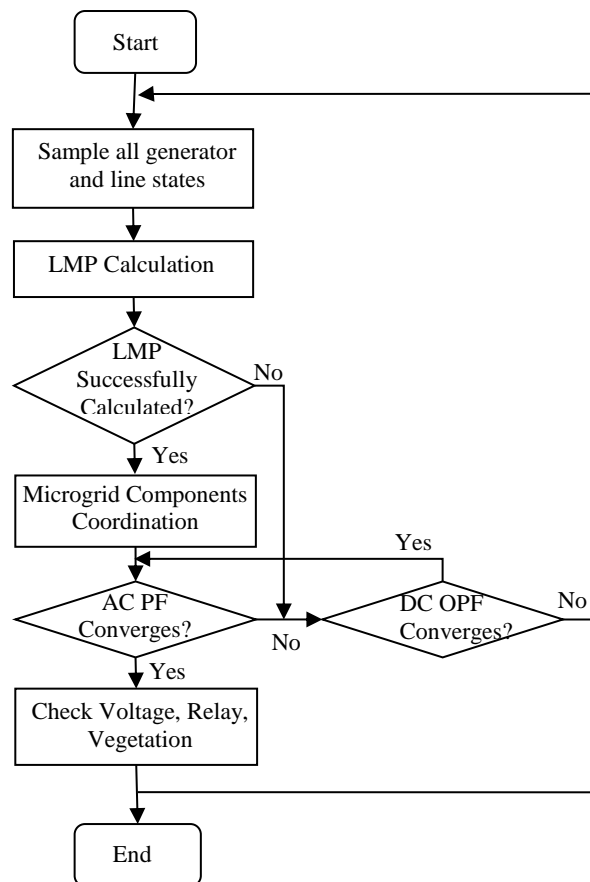 Start
Sample all generator
and line states
LMP Calculation
LMP
Successfully
Calculated?
No
Yes
Microgrid Components
Coordination
Yes
AC PF
Converges?
No
DC OPF
Converges?
No
Yes
Check Voltage, Relay,
Vegetation
End